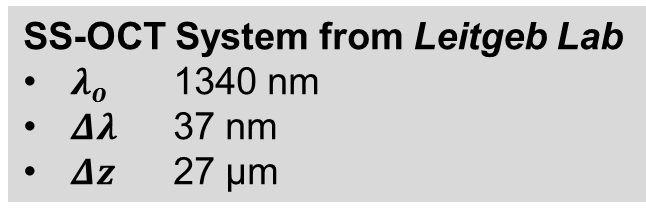 SS-OCT System from Leitgeb Lab
• λo 1340 nm
• Δλ 37 nm
• Δz 27 μm